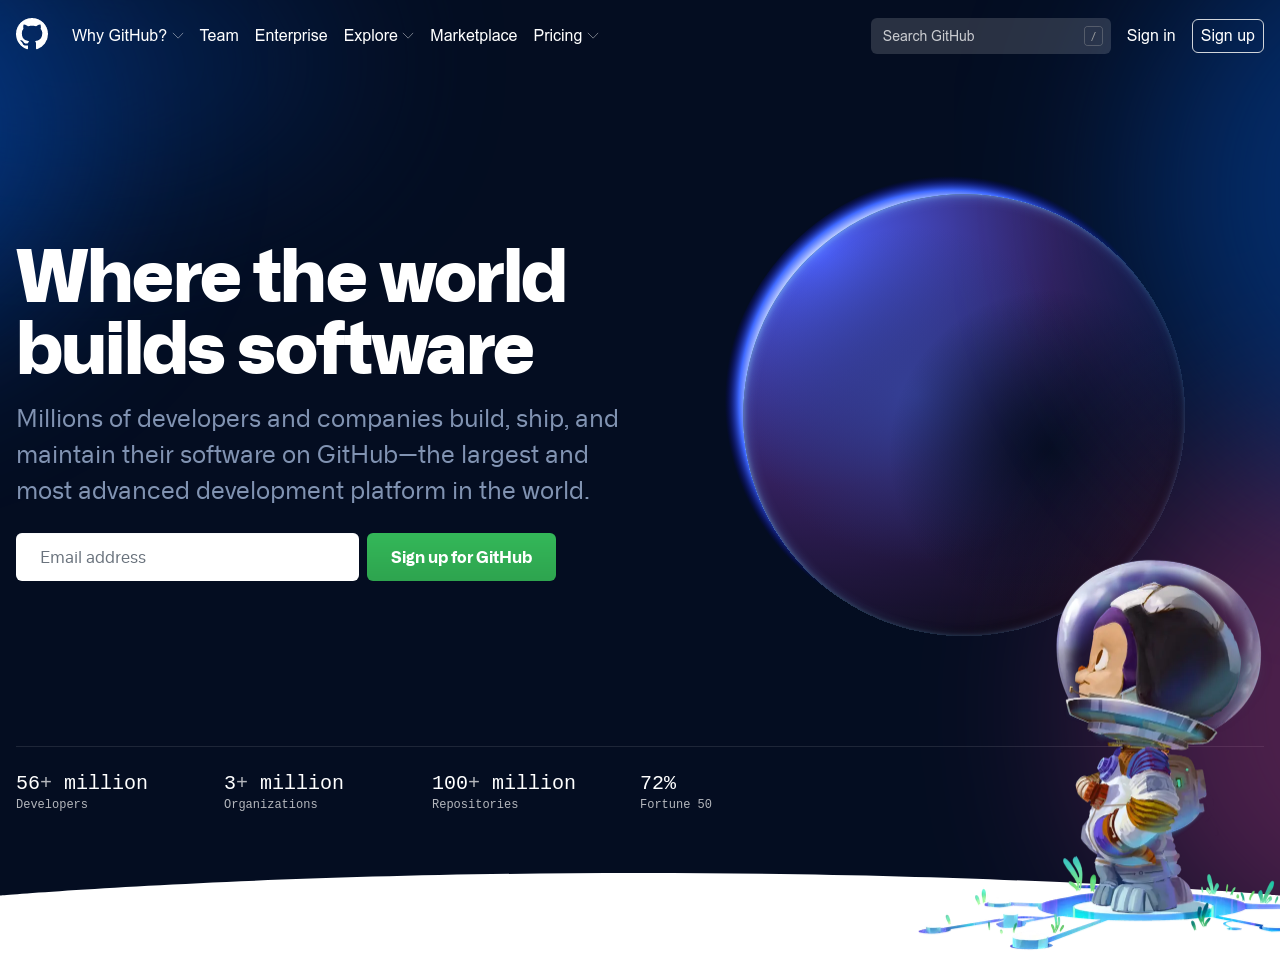 Why GitHub?
Team
Enterprise
Explore
Marketplace
Pricing
Search GitHub
/
Sign in
Sign up
Where the world
builds software
Millions of developers and companies build, ship, and
maintain their software on GitHub—the largest and
most advanced development platform in the world.
Email address
Sign up for GitHub
56+ million
Developers
3+ million
Organizations
100+ million
Repositories
72%
Fortune 50